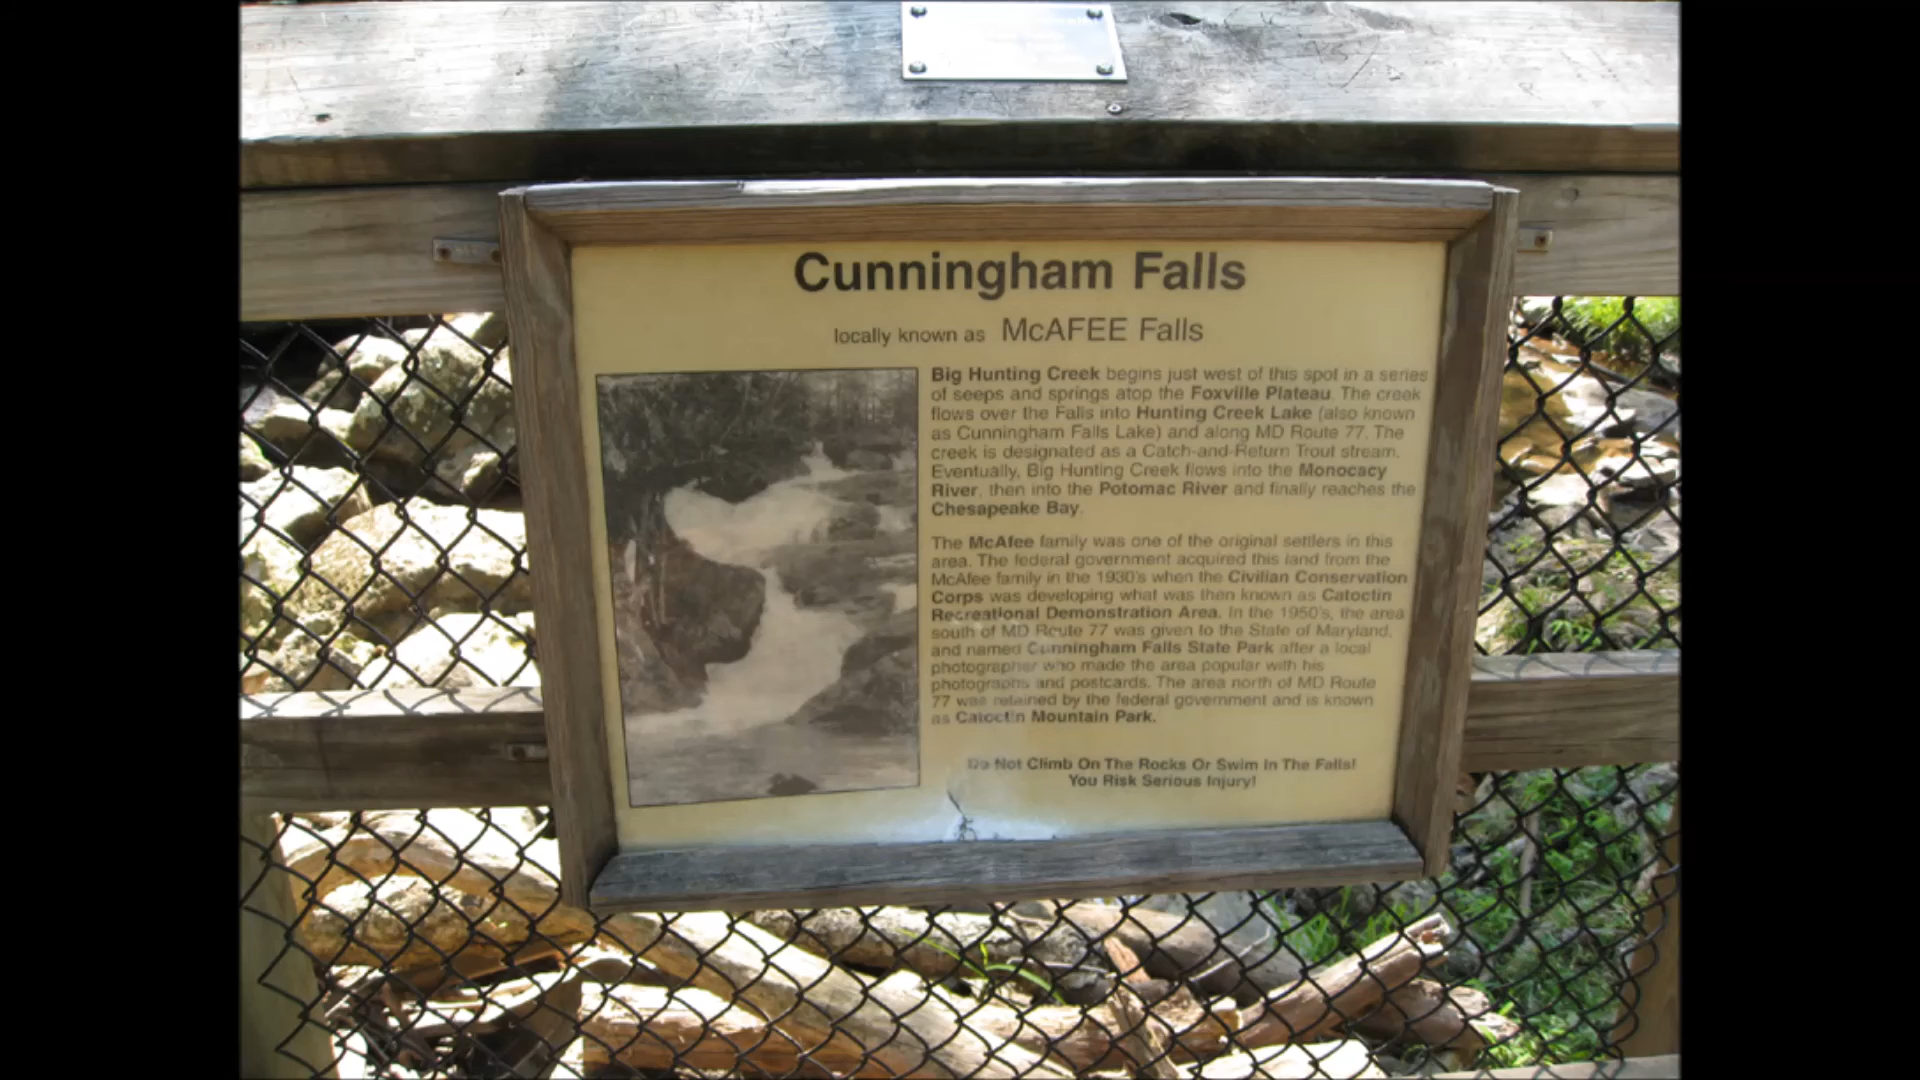 Cunningham Falls
locally known as McAFEE Falls
Big Hunting Creek begins just west of this spot in a series
of seeps and springs atop the Foxville Plateau. The creek
flows over the Falls into Hunting Creek Lake (also known
as Cunningham Falls Lake) and along MD Route 77. The
creek is designated as a Catch-and-Return Trout stream.
Eventually, Big Hunting Creek flows into the Monocacy
River, then into the Potomac River and finally reaches the
Chesapeake Bay.
The McAfee family was one of the original settlers in this
area. The federal government acquired this land from the
McAfee family in the 1930's when the Civilian Conservation
Corps was developing what was then known as Catoctin
Recreational Demonstration Area. In the 1950's, the area
south of MD Route 77 was given to the State of Maryland,
and named Cunningham Falls State Park after a local
photographer who made the area popular with his
photographs and postcards. The area north of MD Route
77 was retained by the federal government and is known
as Catoctin Mountain Park.
Do Not Climb On The Rocks Or Swim In The Falls!
You Risk Serious Injury!